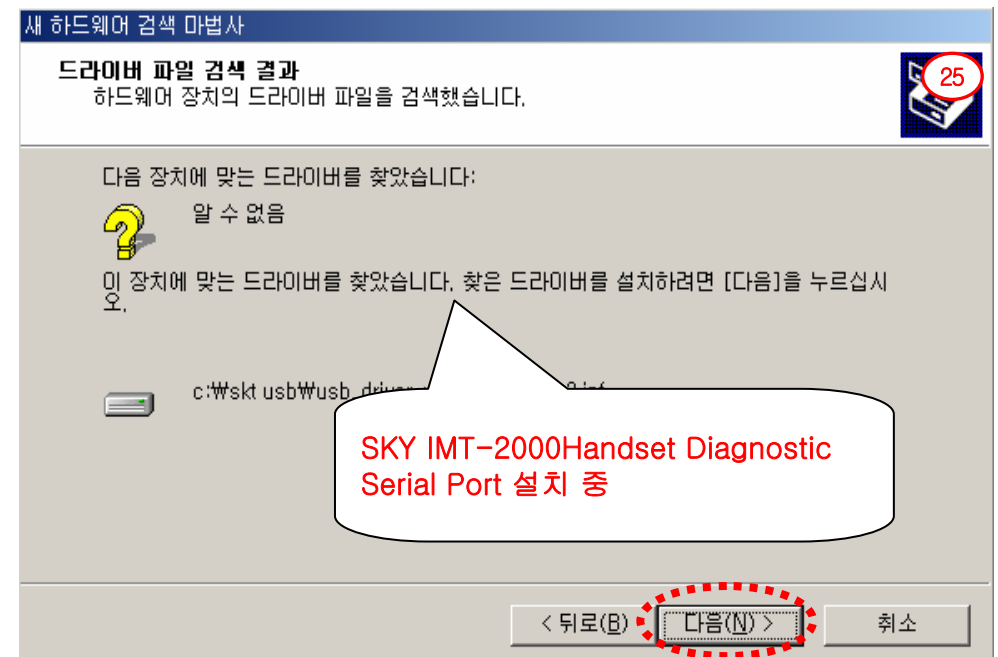 새 하드웨어 검색 마법사
드라이버 파일 검색 결과
하드웨어 장치의 드라이버 파일을 검색했습니다.
25
다음 장치에 맞는 드라이버를 찾았습니다:
알 수 없음
이 장치에 맞는 드라이버를 찾았습니다. 찾은 드라이버를 설치하려면 [다음]을 누르십시
오.
c:₩skt usb₩usb_driver
SKY IMT-2000Handset Diagnostic
Serial Port 설치 중
< 뒤로(B)
다음(N) >
취소